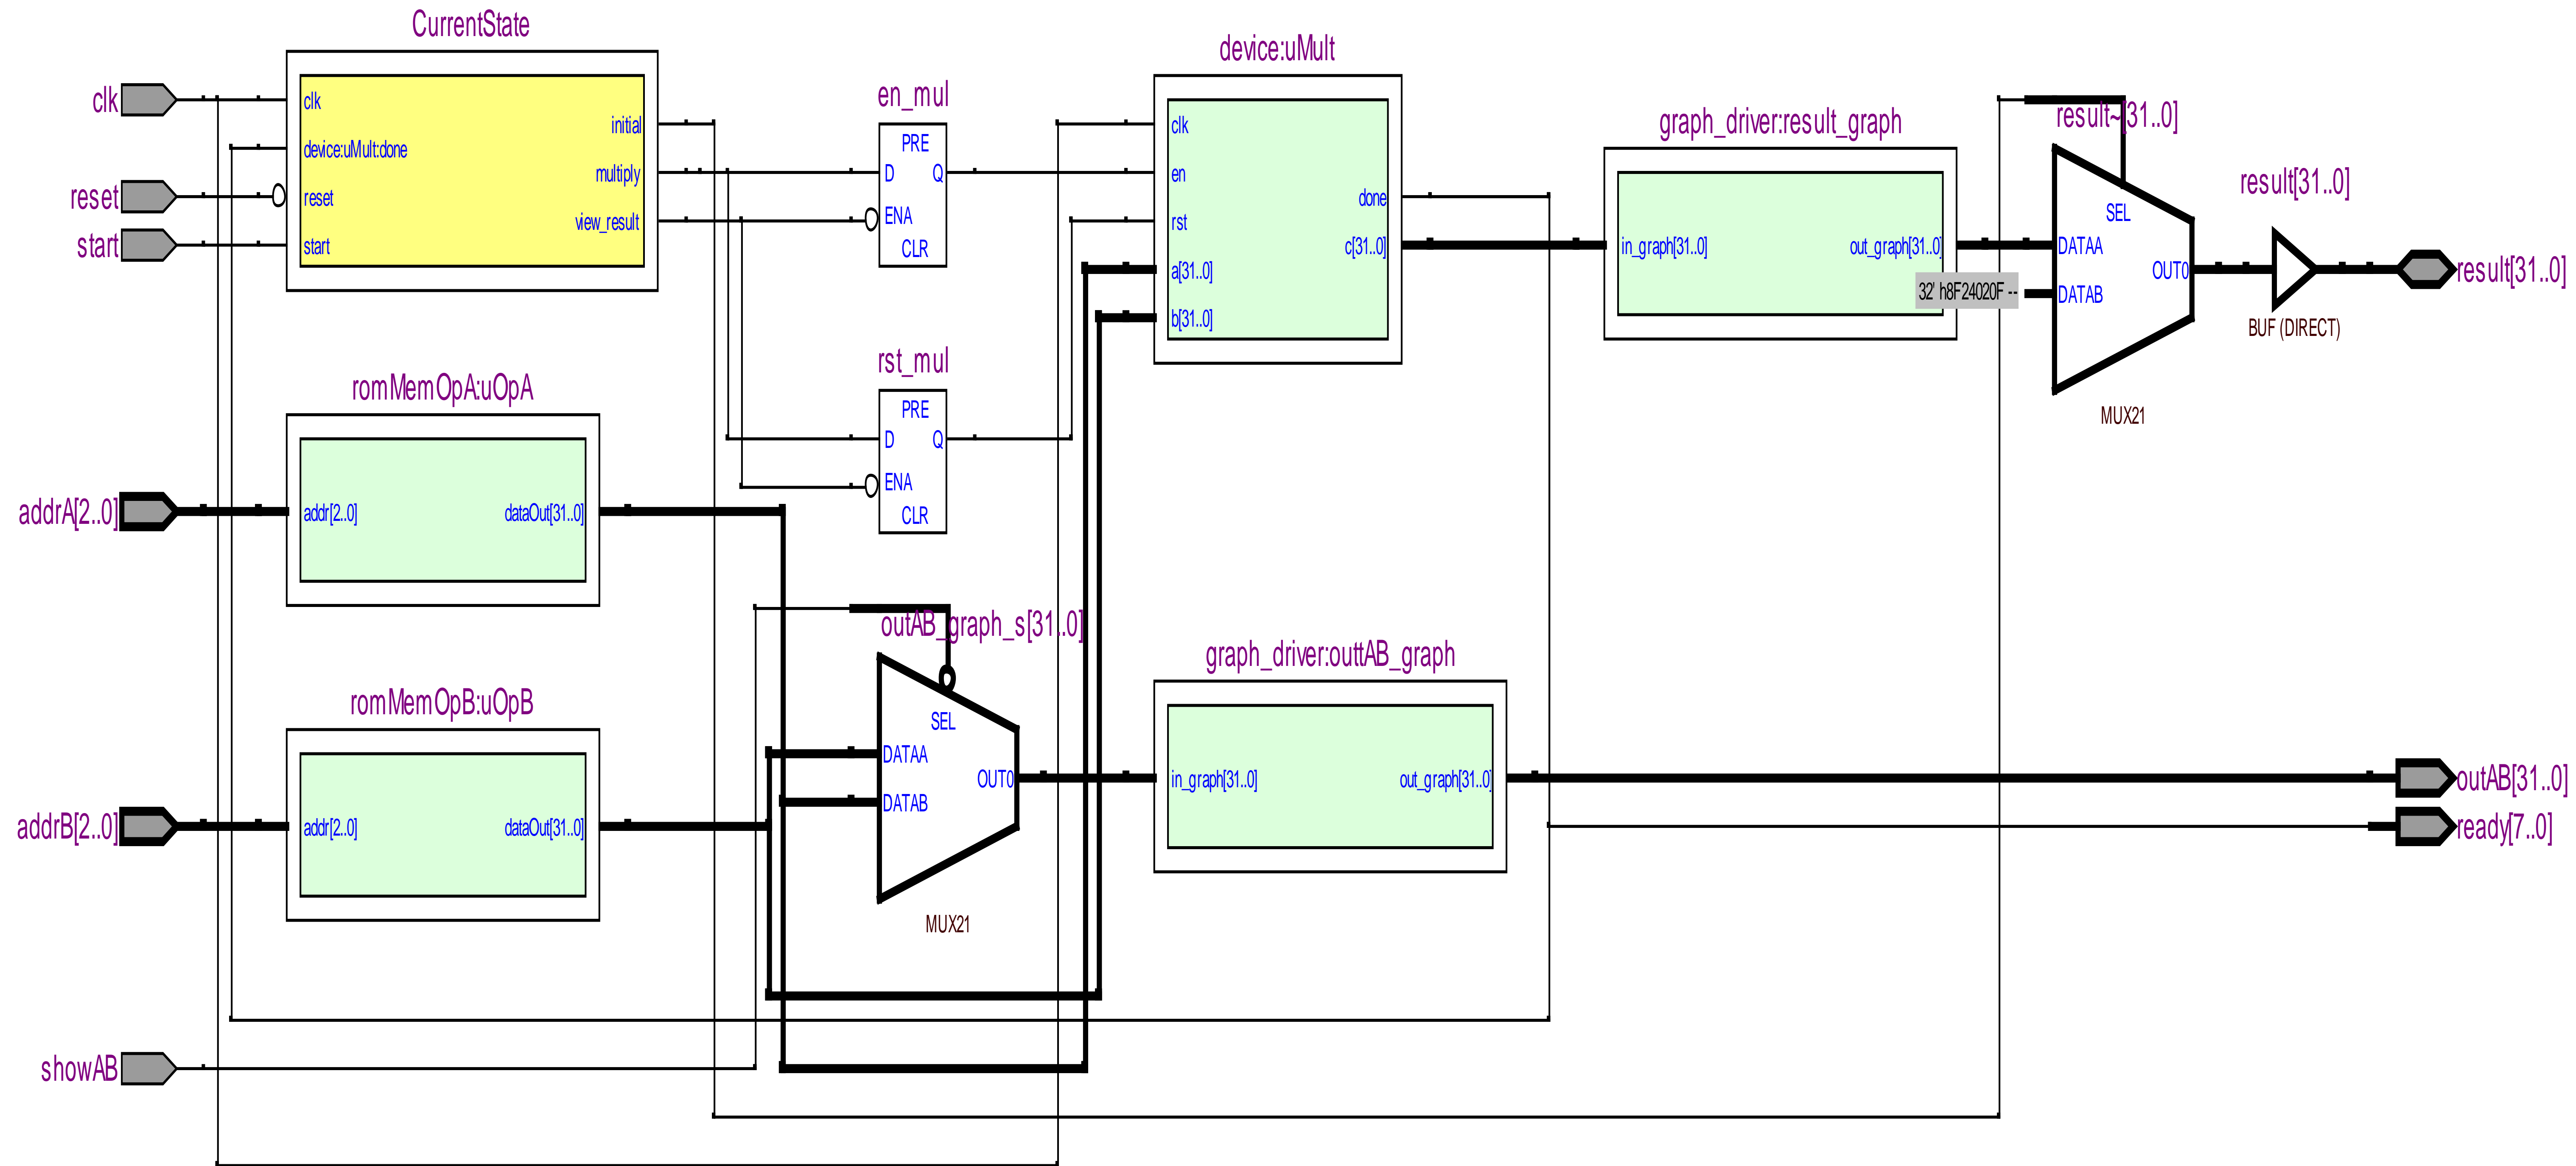 CurrentState
clk
reset
start
clk
device:uMult:done
reset
start
initial
multiply
view_result
en_mul
PRE
D
Q
ENA
CLR
rst_mul
PRE
D
Q
ENA
CLR
device:uMult
clk
en
rst
a[31..0]
b[31..0]
done
c[31..0]
graph_driver:result_graph
in_graph[31..0]
out_graph[31..0]
32' h8F24020F --
result~[31..0]
SEL
DATAA
DATAB
OUT0
MUX21
result[31..0]
BUF (DIRECT)
result[31..0]
romMemOpA:uOpA
addrA[2..0]
addr[2..0]
dataOut[31..0]
romMemOpB:uOpB
addrB[2..0]
addr[2..0]
dataOut[31..0]
outAB_graph_s[31..0]
SEL
DATAA
DATAB
OUT0
MUX21
graph_driver:outtAB_graph
in_graph[31..0]
out_graph[31..0]
outAB[31..0]
ready[7..0]
showAB